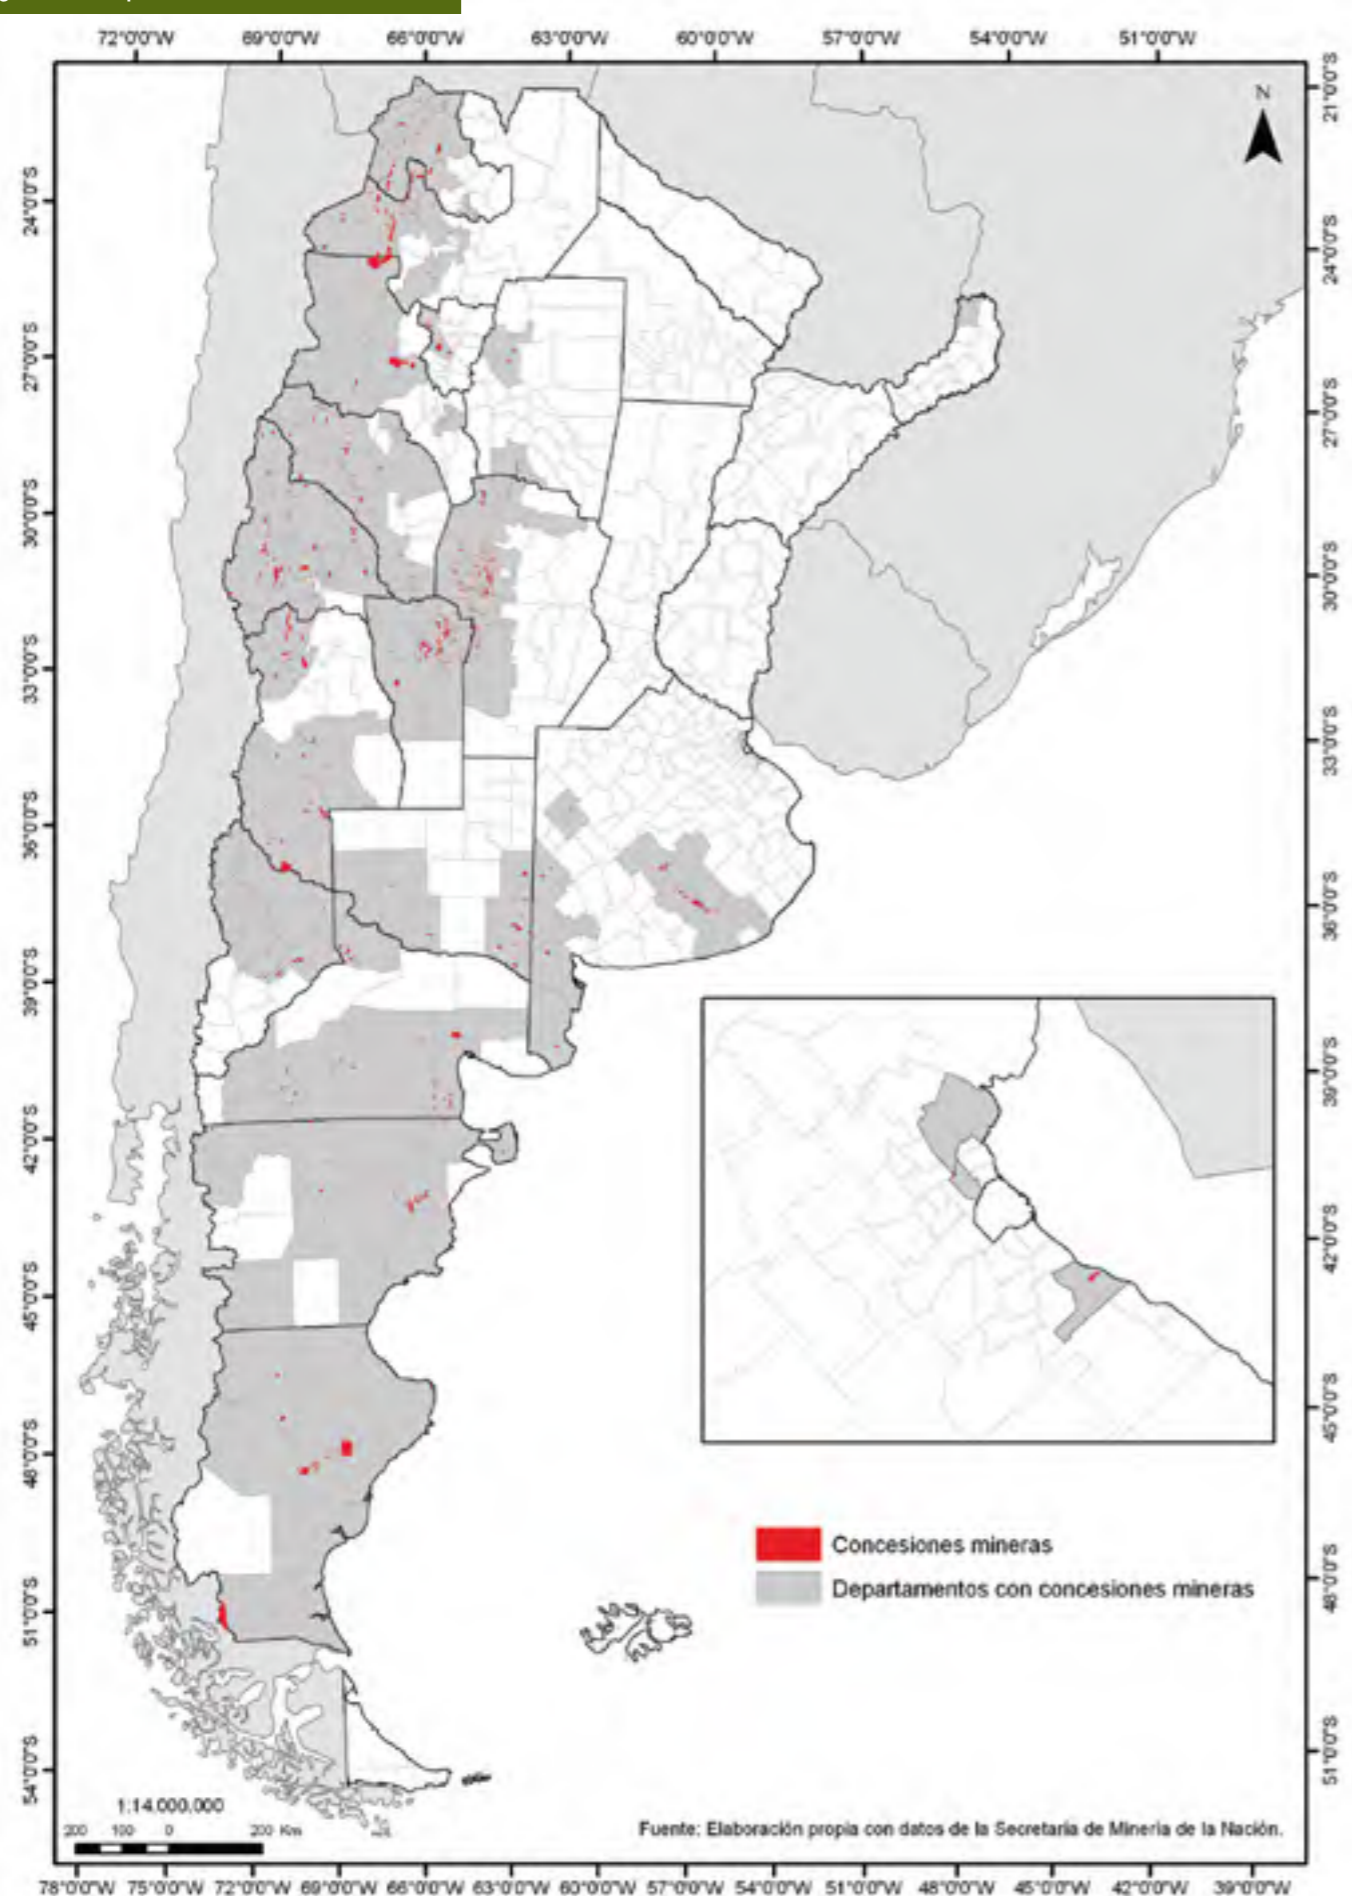 72°0'0"W 69°0'0"W 66°0'0"W 63°0'0"W 60°0'0"W 57°0'0"W 54°0'0"W 51°0'0"W
21°0'0"S
N
24°0'0"S
24°0'0"S
27°0'0"S
27°0'0"S
30°0'0"S
30°0'0"S
33°0'0"S
33°0'0"S
36°0'0"S
36°0'0"S
39°0'0"S
39°0'0"S
42°0'0"S
42°0'0"S
45°0'0"S
45°0'0"S
48°0'0"S
Concesiones mineras
48°0'0"S
Departamentos con concesiones mineras
51°0'0"S
51°0'0"S
54°0'0"S
1:14.000.000
200 100 0 200 Km
Fuente: Elaboración propia con datos de la Secretaría de Minería de la Nación.
78°0'0"W 75°0'0"W 72°0'0"W 69°0'0"W 66°0'0"W 63°0'0"W 60°0'0"W 57°0'0"W 54°0'0"W 51°0'0"W 48°0'0"W 45°0'0"W 42°0'0"W 39°0'0"W